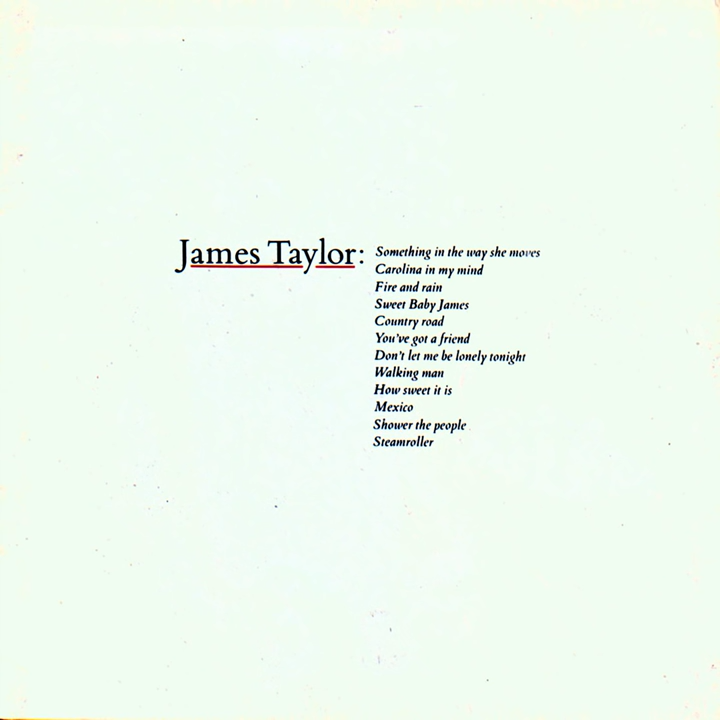 James Taylor:
Something in the way she moves
Carolina in my mind
Fire and rain
Sweet Baby James
Country road
You've got a friend
Don't let me be lonely tonight
Walking man
How sweet it is
Mexico
Shower the people
Steamroller